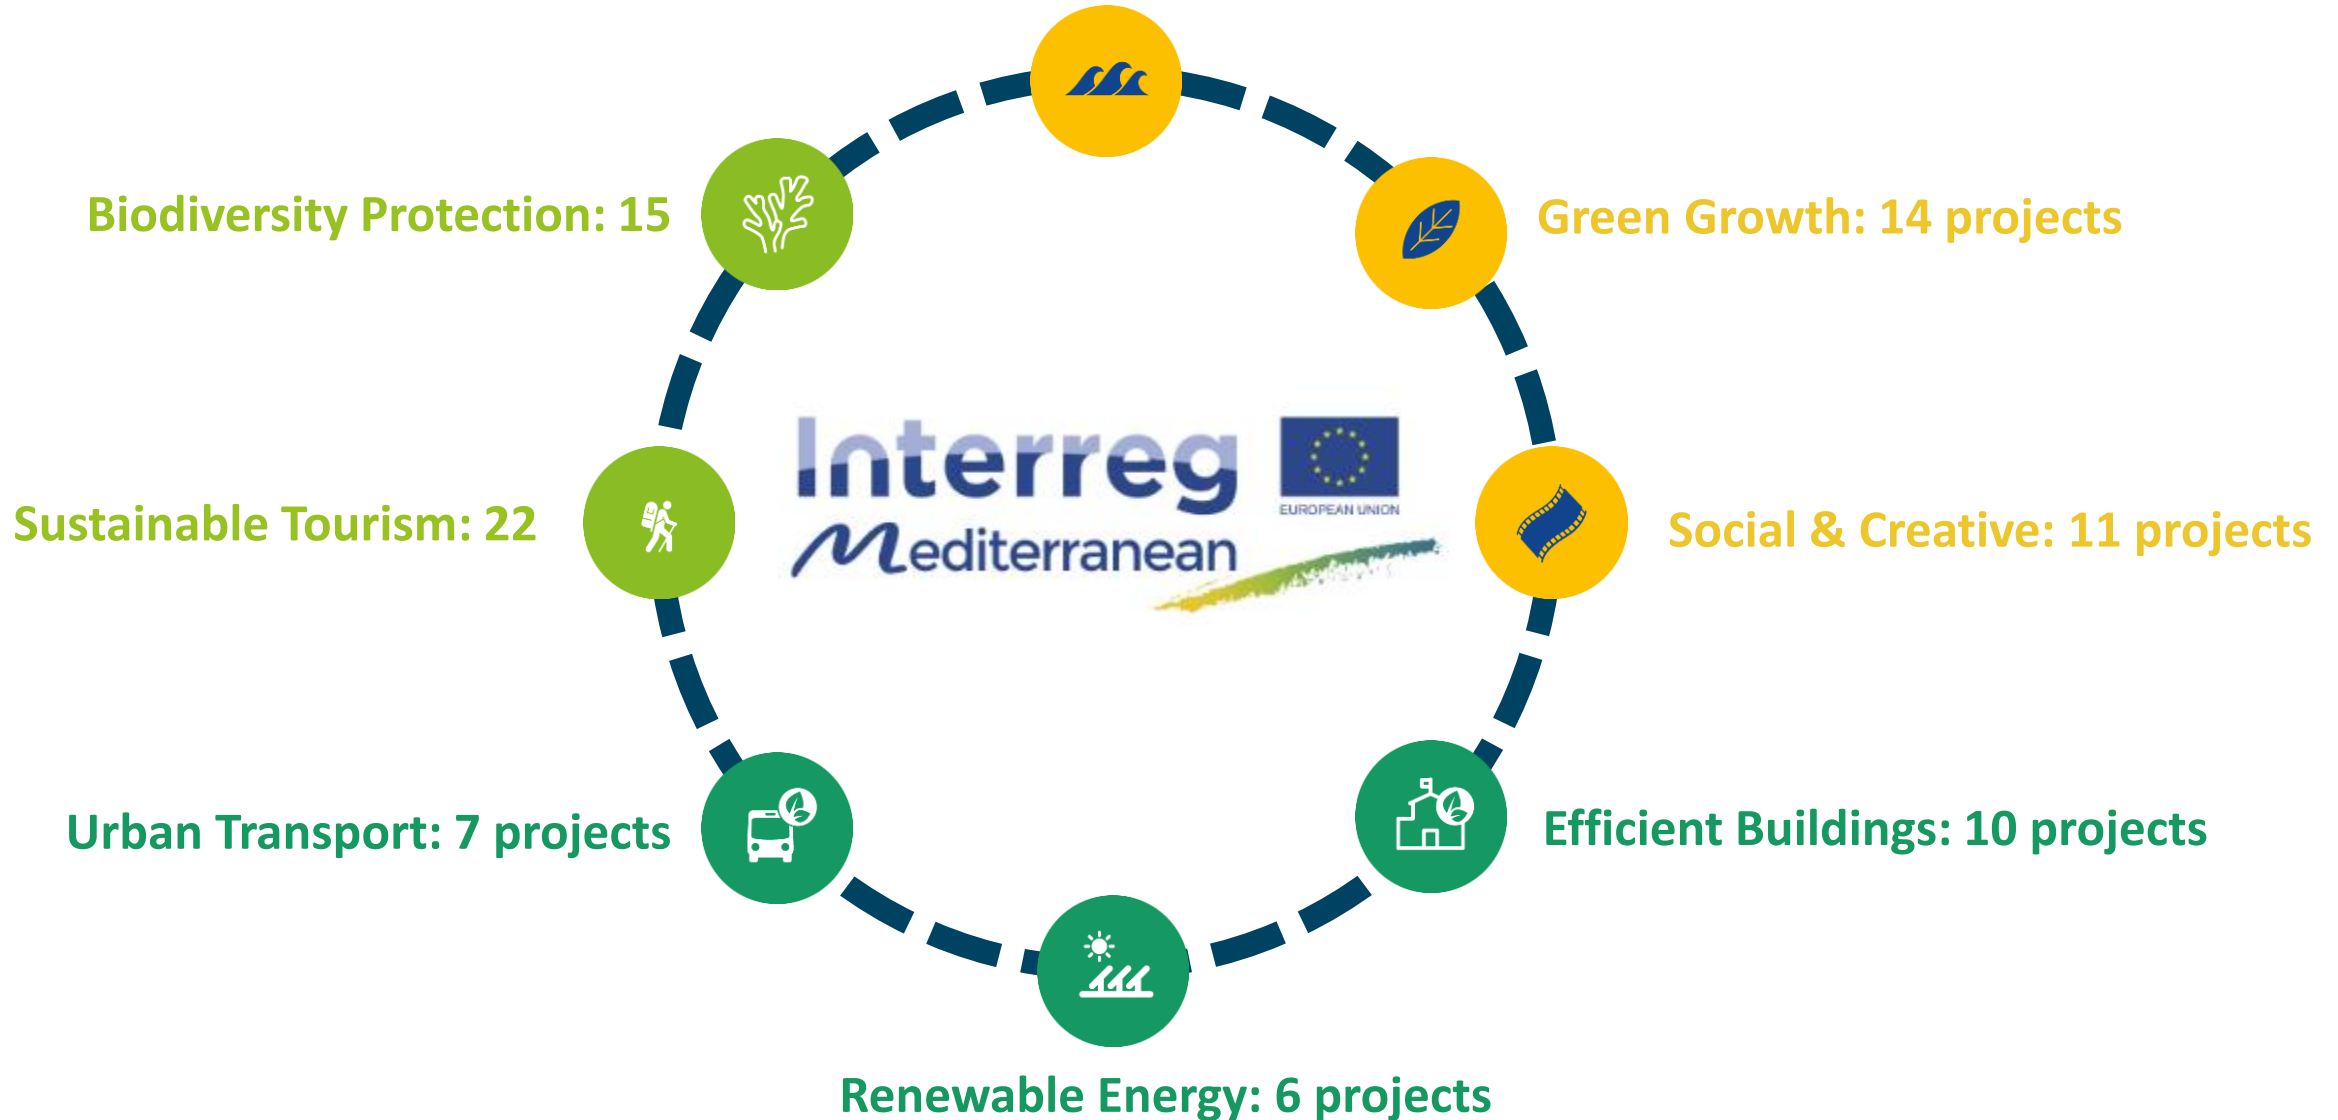 Biodiversity Protection: 15
Green Growth: 14 projects
Interreg
EUROPEAN UNION
Mediterranean
Sustainable Tourism: 22
Social & Creative: 11 projects
Urban Transport: 7 projects
Efficient Buildings: 10 projects
Renewable Energy: 6 projects